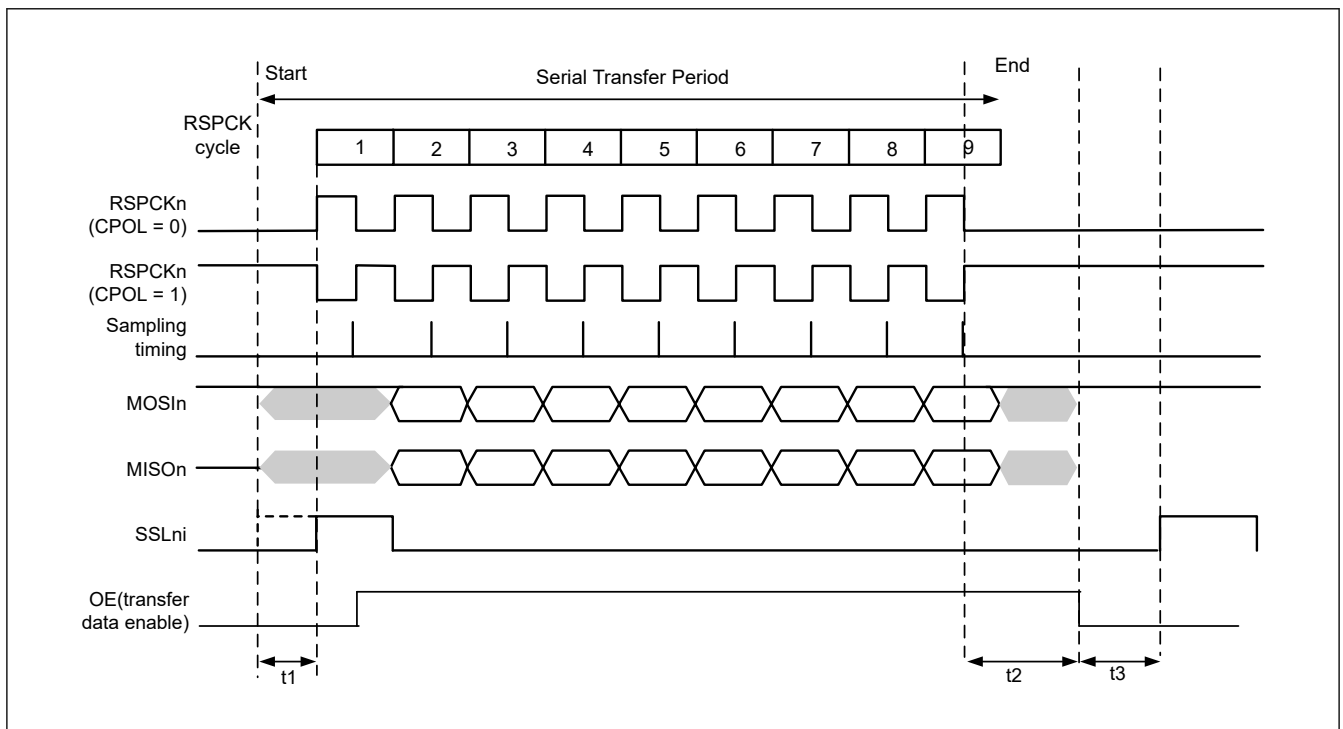 Start
Serial Transfer Period
End
RSPCK
cycle
1 2 3 4 5 6 7 8 9
RSPCKn
(CPOL = 0)
RSPCKn
(CPOL = 1)
Sampling
timing
MOSIn
MISOn
SSLni
OE(transfer
data enable)
t1
t2
t3